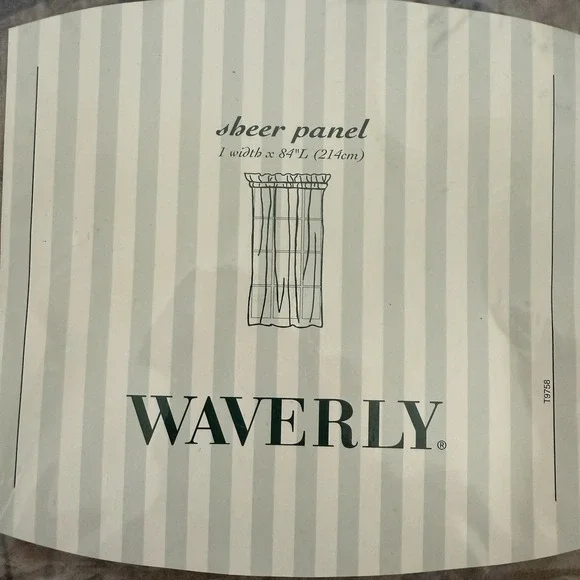 sheer panel
1 width x 84"L (214cm)
WAVERLY®
T9758